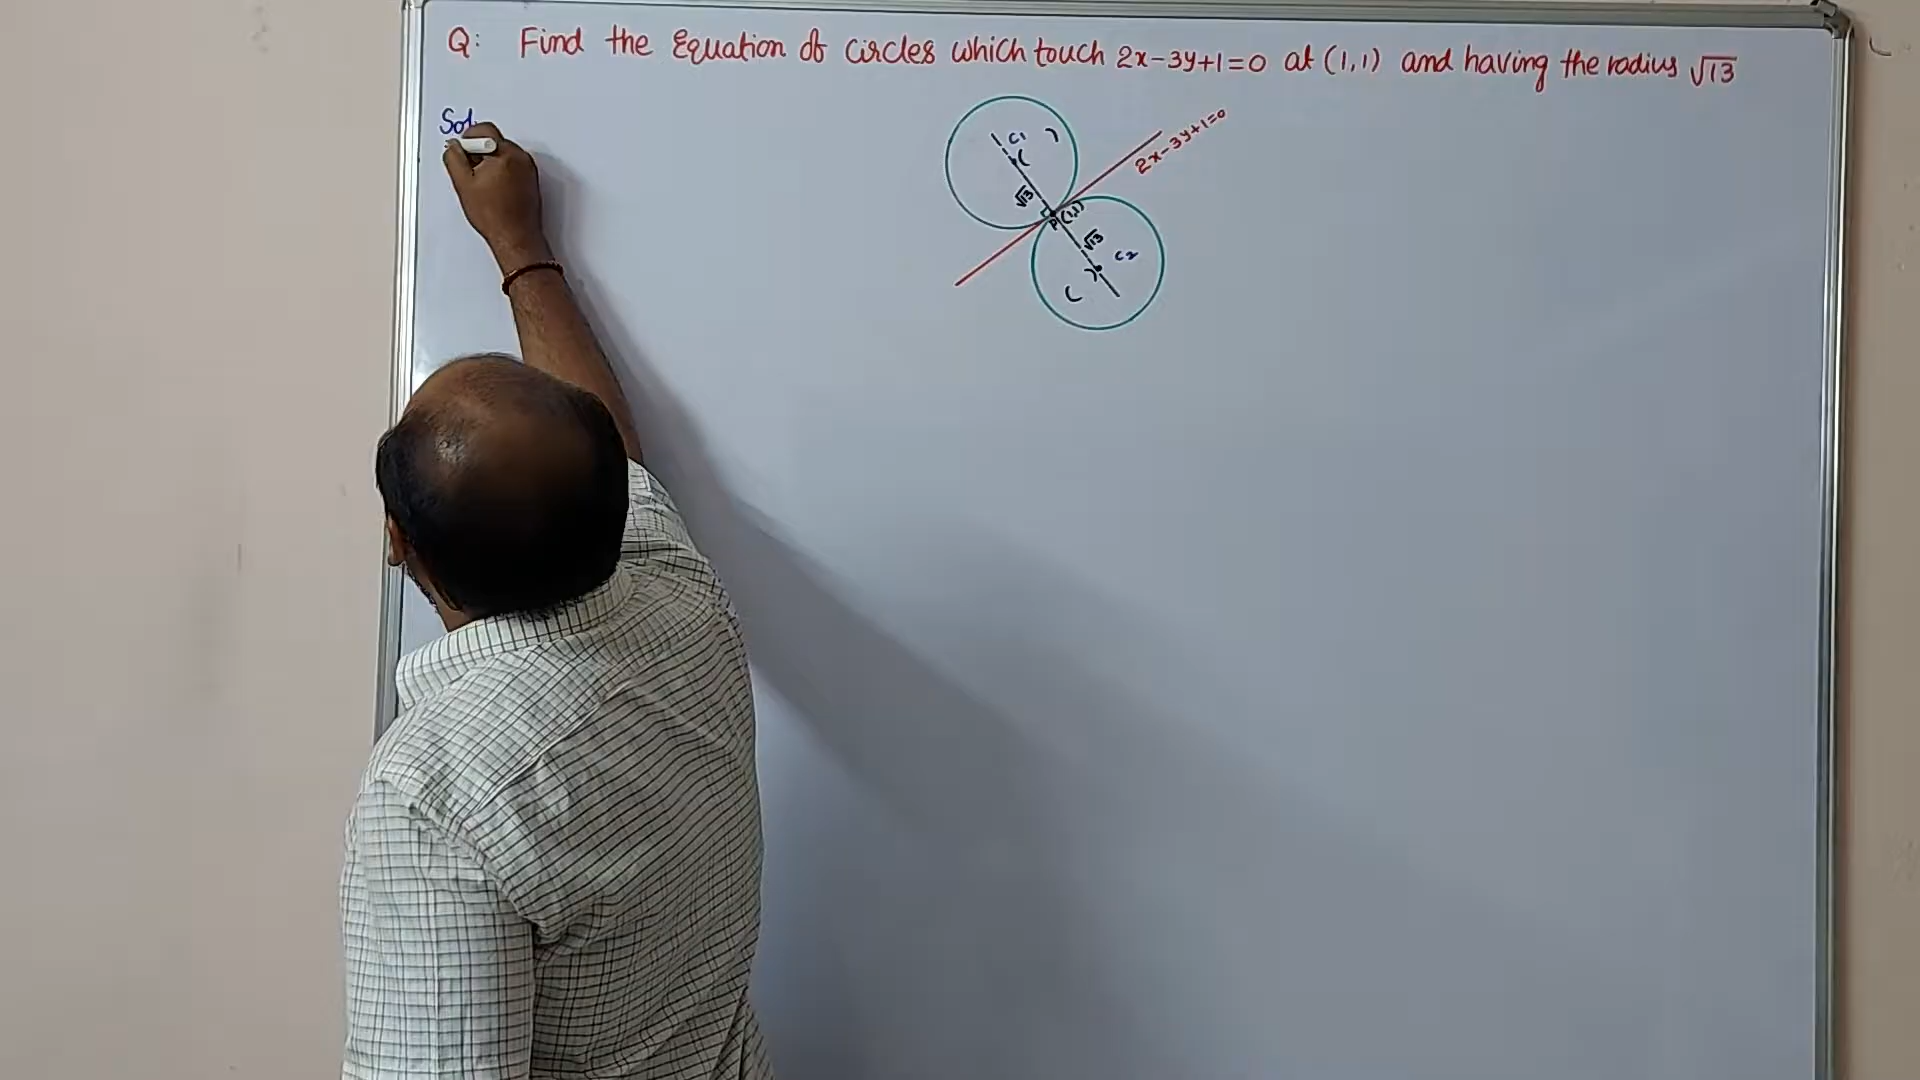 Q: Find the Equation of circles which touch 2x-3y+1=0 at (1,1) and having the radius √13
Sol
C1
( )
2x-3y+1=0
√13
P (1,1)
√13
C2
( )